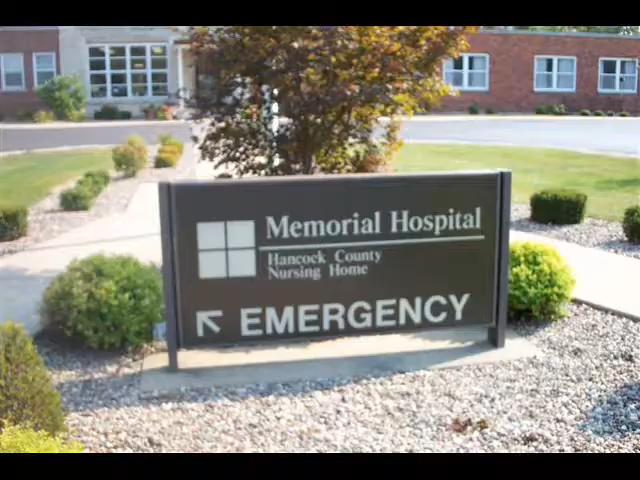 Memorial Hospital
Hancock County
Nursing Home
EMERGENCY